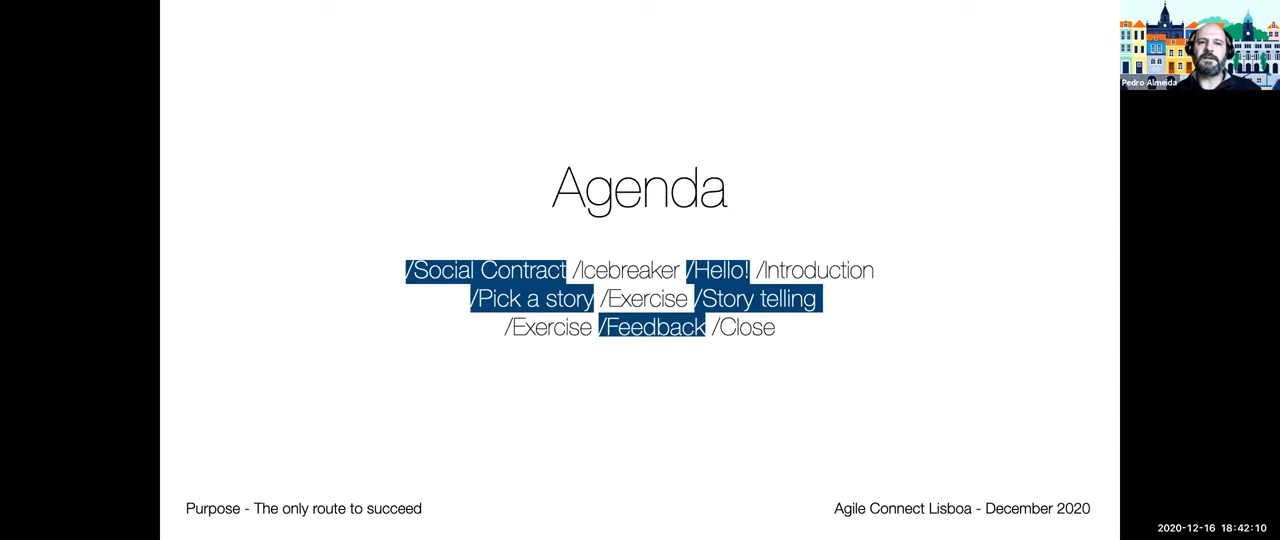 Pedro Almeida
Agenda
/Social Contract /Icebreaker /Hello! /Introduction
/Pick a story /Exercise /Story telling
/Exercise /Feedback /Close
Purpose - The only route to succeed
Agile Connect Lisboa - December 2020
2020-12-16 18:42:10